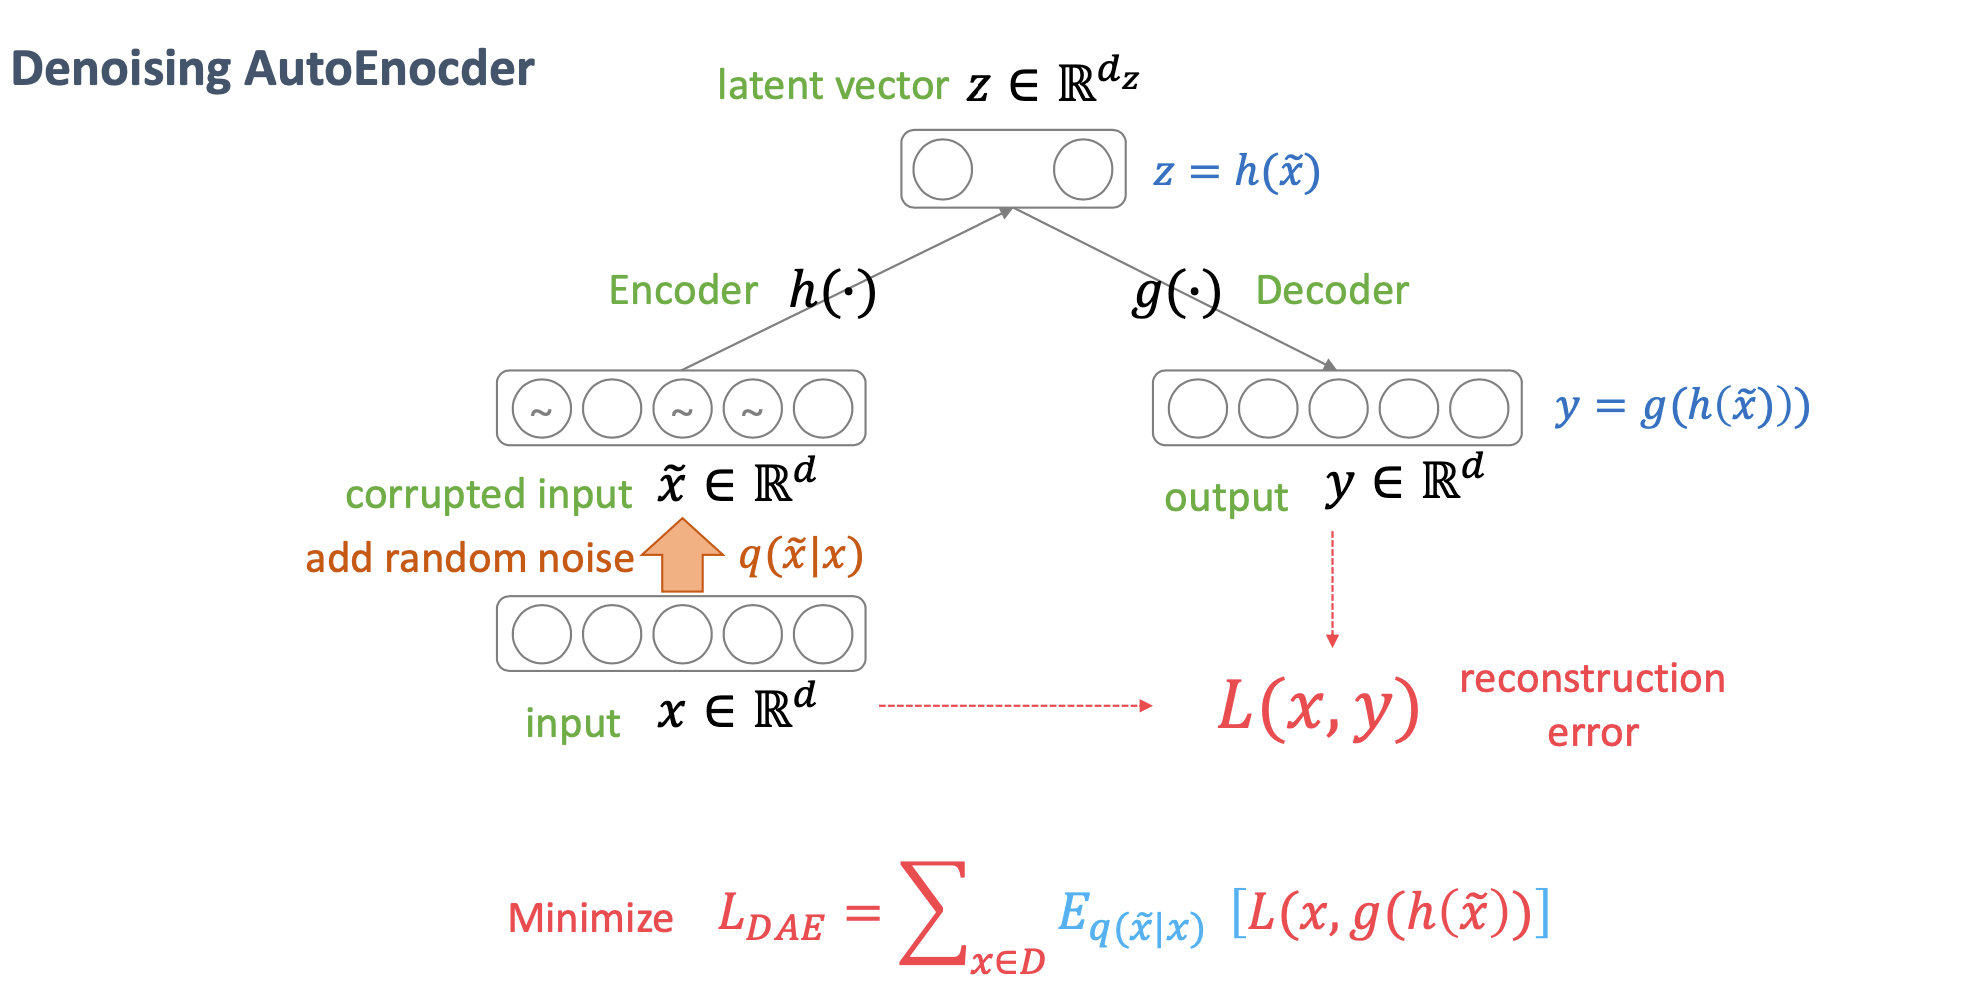 Denoising AutoEnocder
latent vector z ∈ ℝ^{d_z}
z = h(x̃)
Encoder h(·)
g(·) Decoder
~ ~ ~
y = g(h(x̃)))
corrupted input x̃ ∈ ℝ^d
output y ∈ ℝ^d
add random noise q(x̃|x)
input x ∈ ℝ^d
L(x, y)
reconstruction
error
Minimize L_{DAE} = ∑_{x∈D} E_{q(x̃|x)} [L(x, g(h(x̃))]